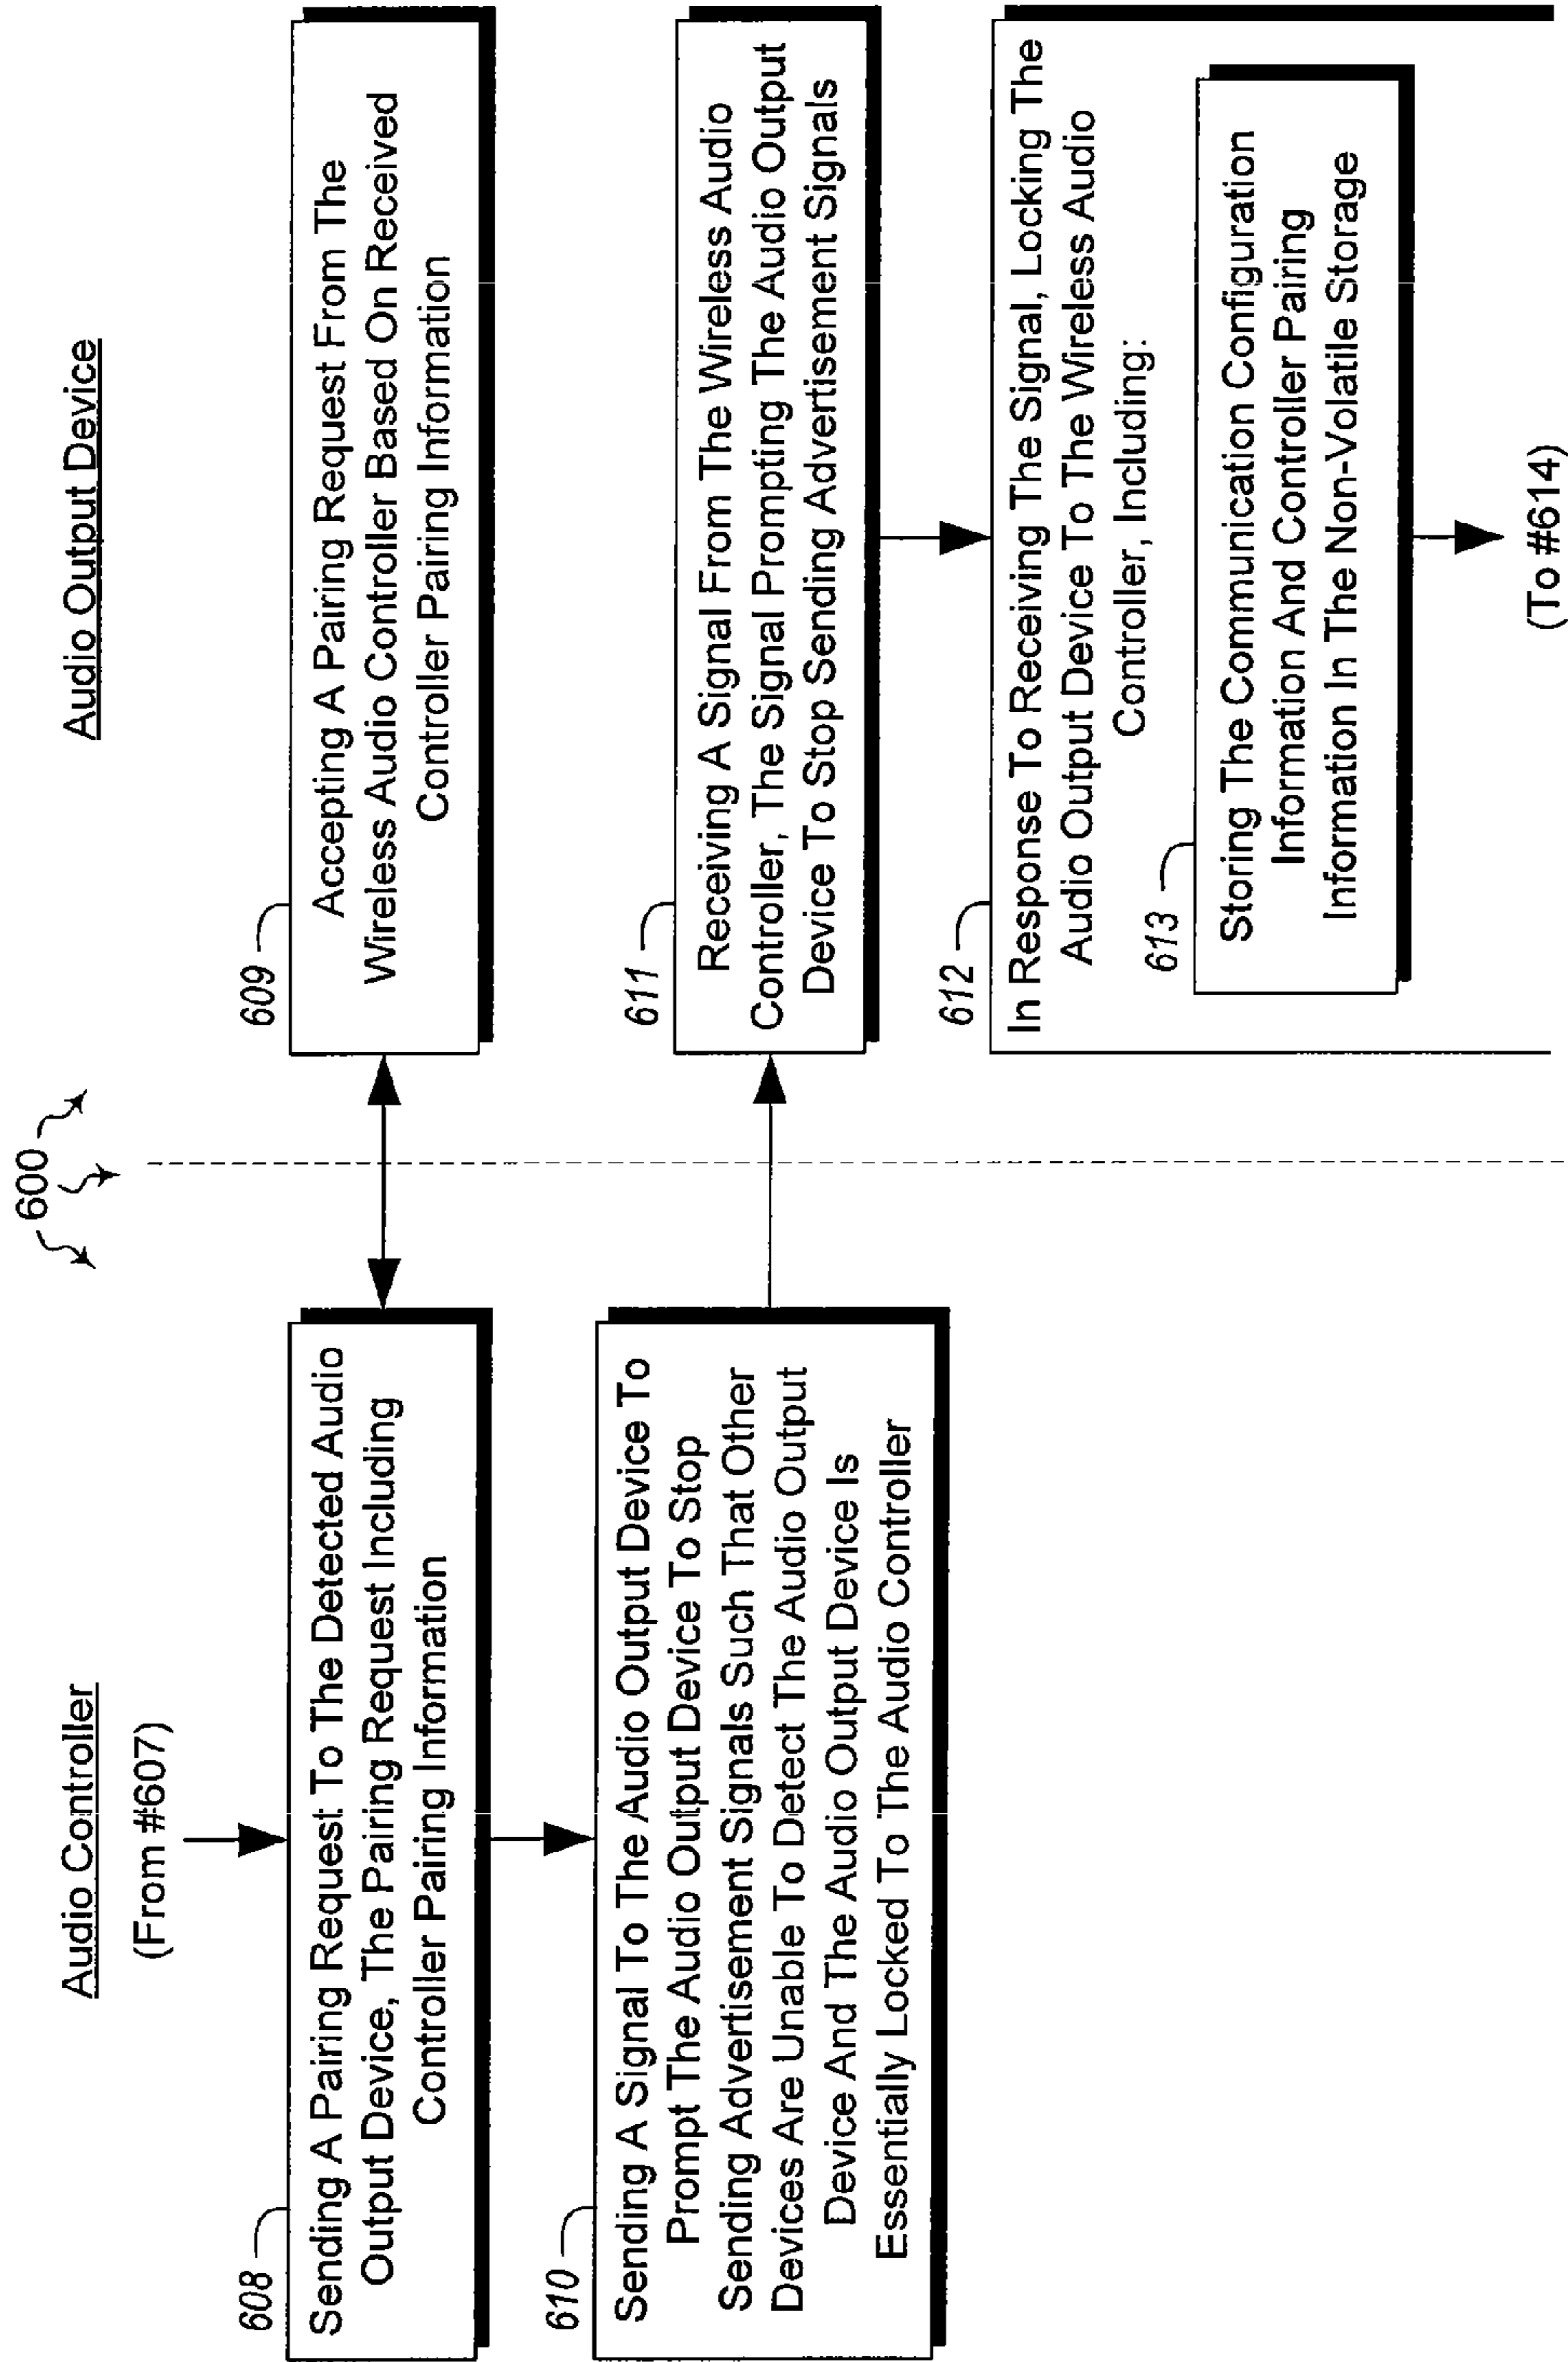 600
Audio Controller
(From #607)
608
Sending A Pairing Request To The Detected Audio
Output Device, The Pairing Request Including
Controller Pairing Information
610
Sending A Signal To The Audio Output Device To
Prompt The Audio Output Device To Stop
Sending Advertisement Signals Such That Other
Devices Are Unable To Detect The Audio Output
Device And The Audio Output Device Is
Essentially Locked To The Audio Controller
Audio Output Device
609
Accepting A Pairing Request From The
Wireless Audio Controller Based On Received
Controller Pairing Information
611
Receiving A Signal From The Wireless Audio
Controller, The Signal Prompting The Audio Output
Device To Stop Sending Advertisement Signals
612
In Response To Receiving The Signal, Locking The
Audio Output Device To The Wireless Audio
Controller, Including:
613
Storing The Communication Configuration
Information And Controller Pairing
Information In The Non-Volatile Storage
(To #614)